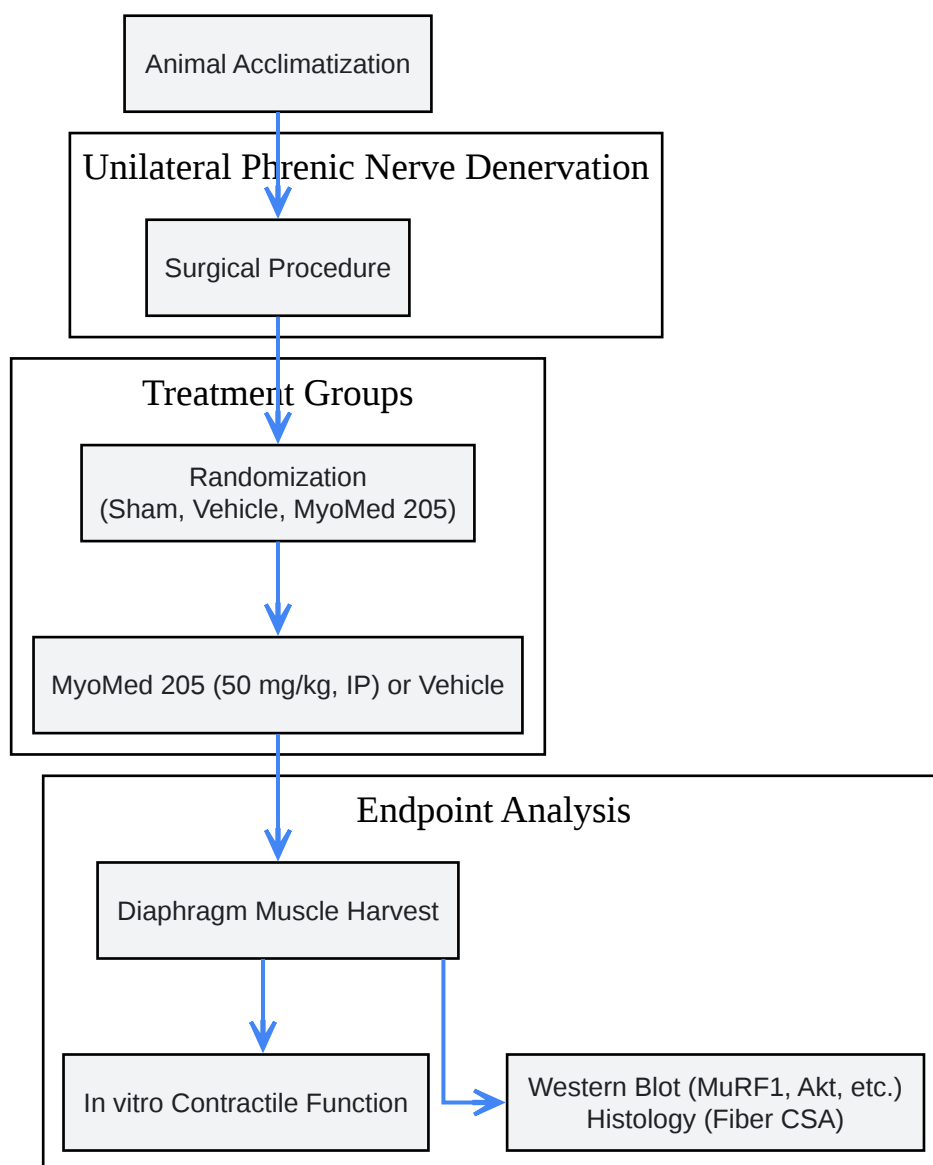 Animal Acclimatization
Unilateral Phrenic Nerve Denervation
Surgical Procedure
Treatment Groups
Randomization
(Sham, Vehicle, MyoMed 205)
MyoMed 205 (50 mg/kg, IP) or Vehicle
Endpoint Analysis
Diaphragm Muscle Harvest
In vitro Contractile Function
Western Blot (MuRF1, Akt, etc.)
Histology (Fiber CSA)